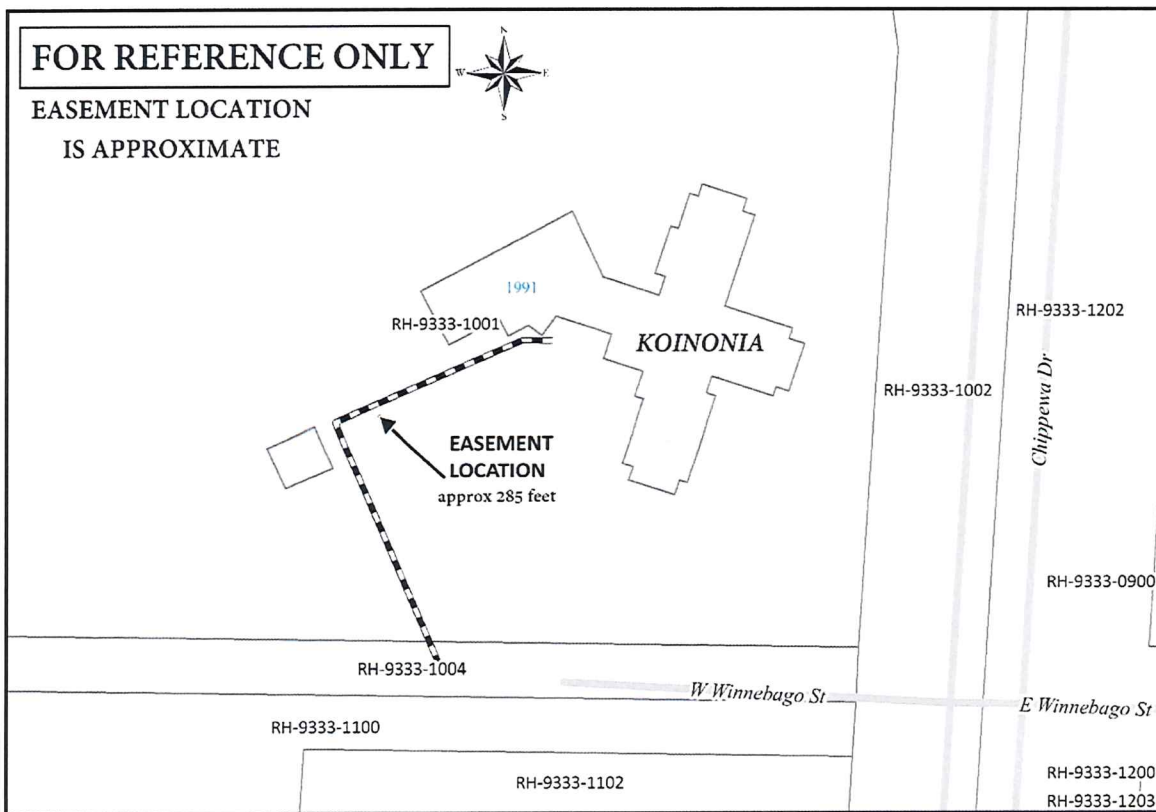 FOR REFERENCE ONLY
EASEMENT LOCATION
IS APPROXIMATE
N
W
E
S
1991
RH-9333-1001
KOINONIA
RH-9333-1202
RH-9333-1002
Chippewa Dr
EASEMENT
LOCATION
approx 285 feet
RH-9333-0900
RH-9333-1004
W Winnebago St
E Winnebago St
RH-9333-1100
RH-9333-1102
RH-9333-1200
RH-9333-1203